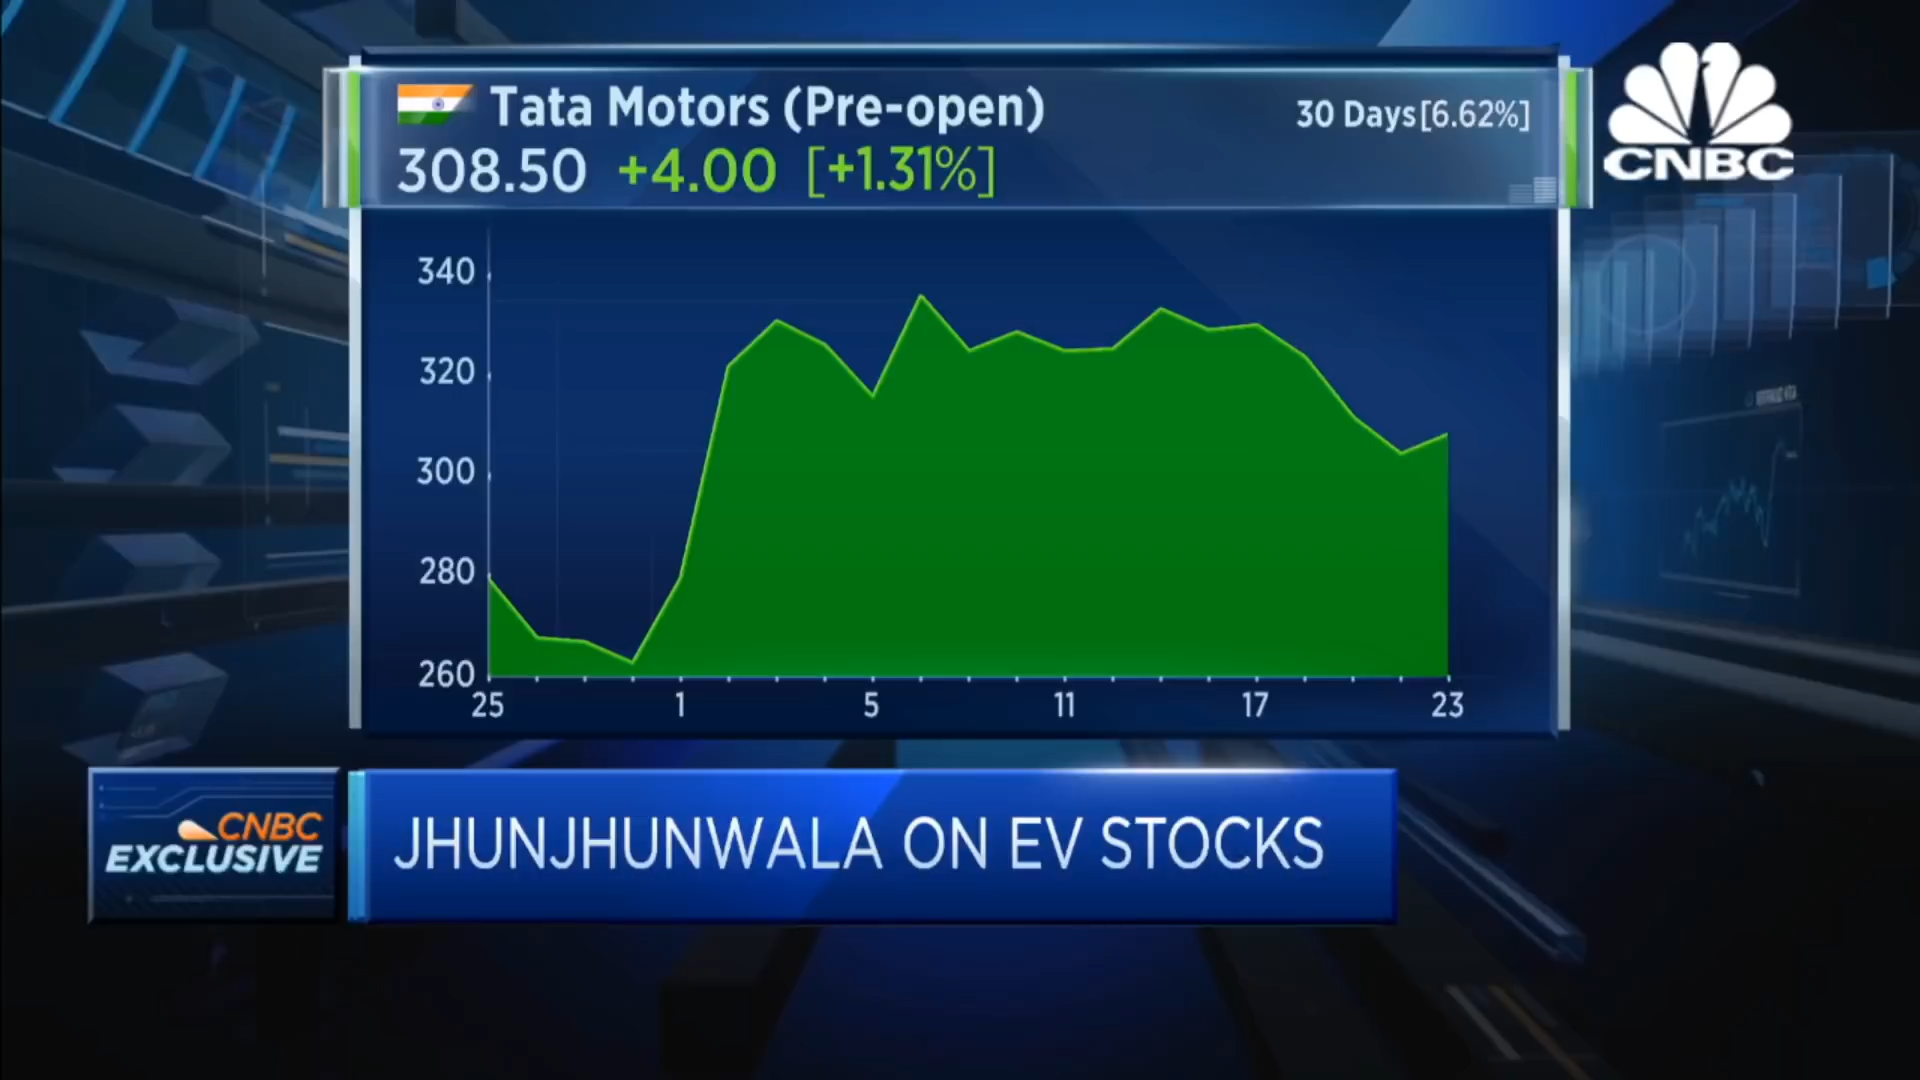 Tata Motors (Pre-open)
30 Days [6.62%]
308.50 +4.00 [+1.31%]
CNBC
340
320
300
280
260
25 1 5 11 17 23
CNBC
EXCLUSIVE
JHUNJHUNWALA ON EV STOCKS